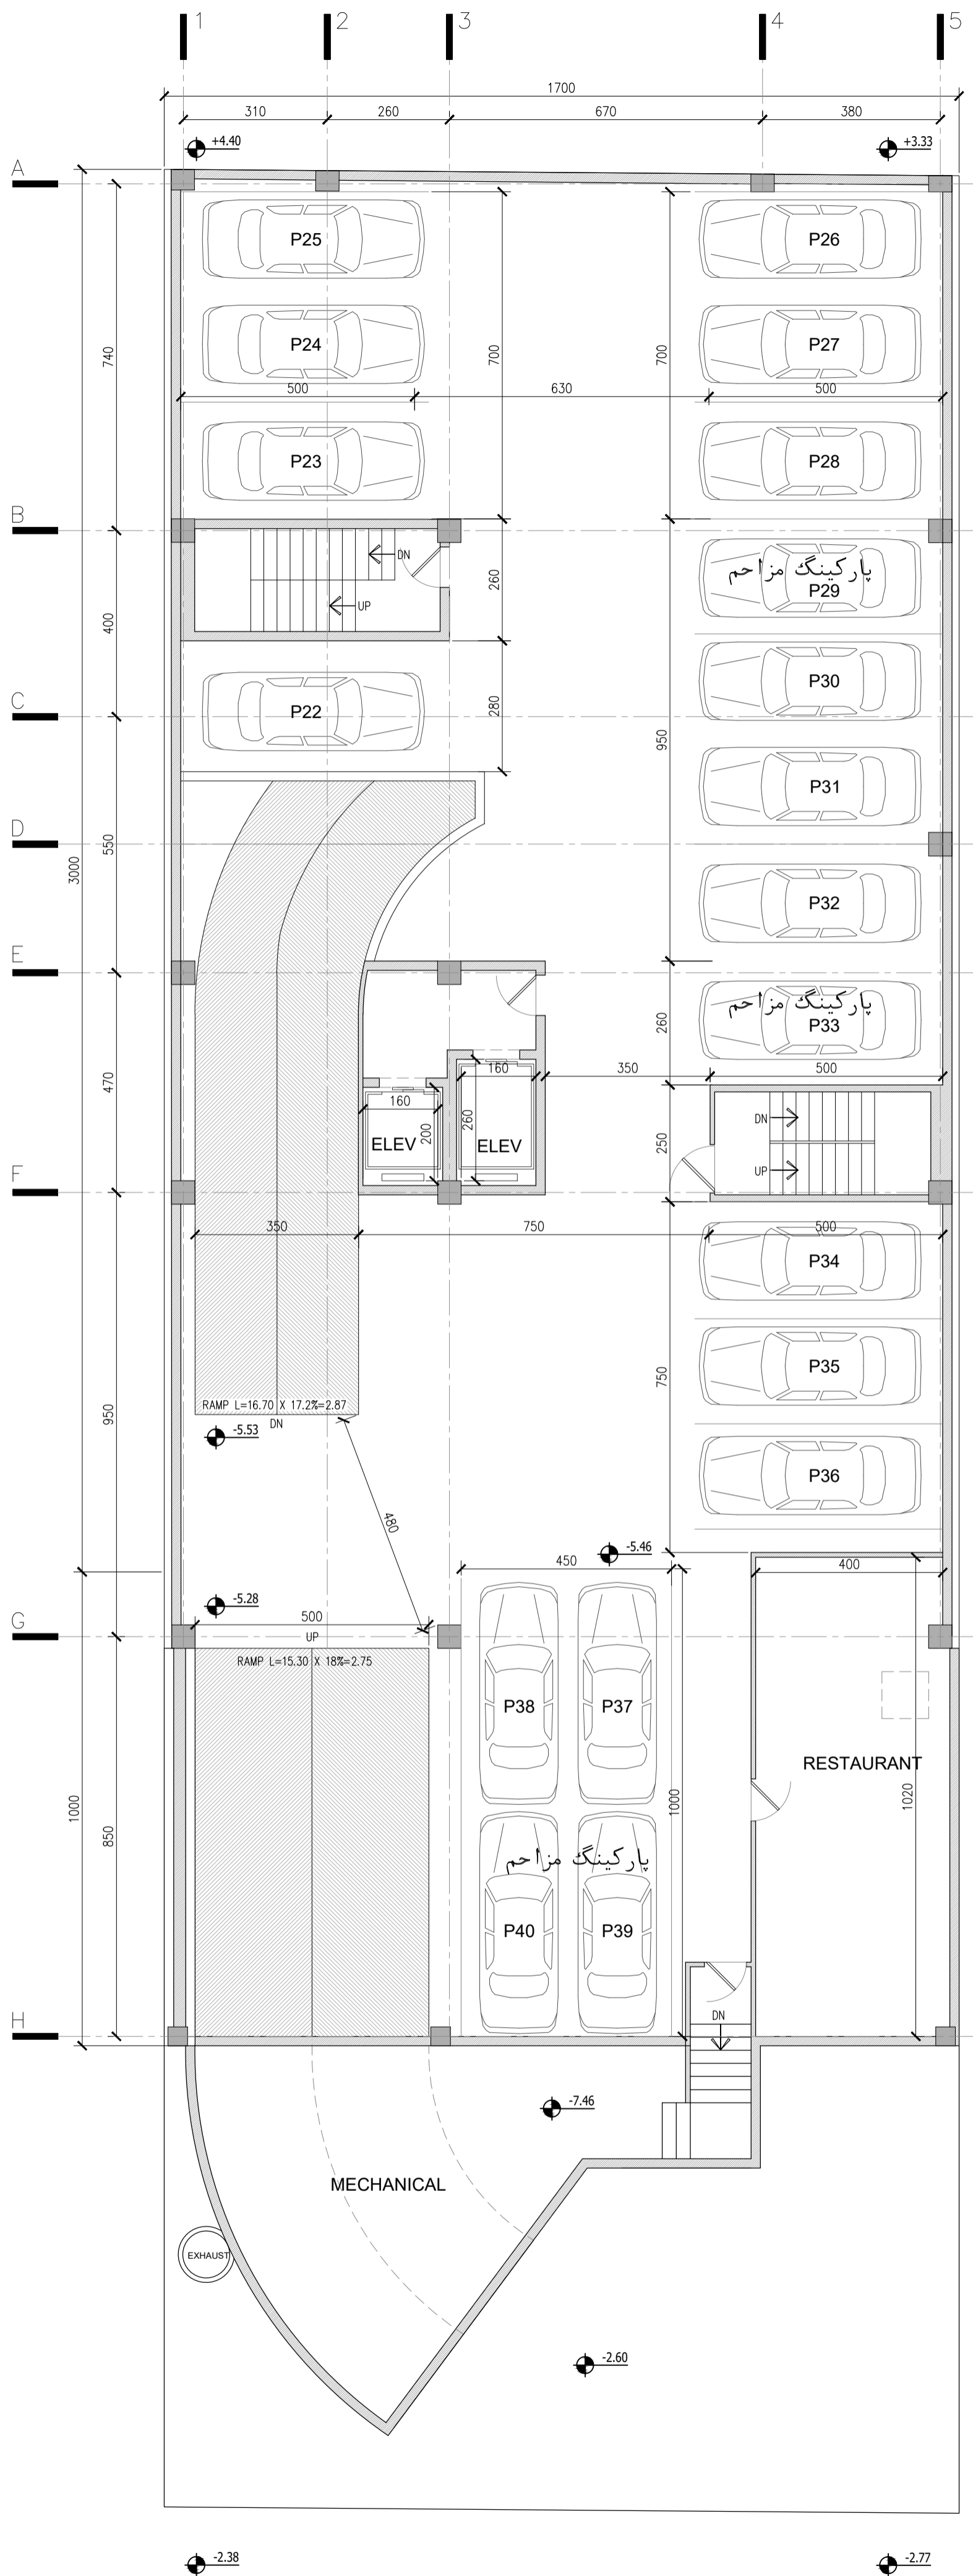 1 2 3 4 5
1700
310 260 670 380
+4.40 +3.33
A
P25 P26
P24 P27
740 700 700
500 630 500
P23 P28
B
DN
پارکینگ مزاحم
P29
260
UP
400
P30
C
P22
280
950
P31
D
550
3000
P32
E
پارکینگ مزاحم
P33
260
160 350 500
470
160
200
260
ELEV ELEV
DN
250
UP
F
350 750 500
P34
P35
750
RAMP L=16.70 X 17.2%=2.87
DN
950
-5.53
P36
480
-5.46
450 400
-5.28
500
G
UP
RAMP L=15.30 X 18%=2.75
P38 P37
RESTAURANT
1000
850
1000
1020
پارکینگ مزاحم
P40 P39
H
DN
-7.46
MECHANICAL
EXHAUST
-2.60
-2.38 -2.77